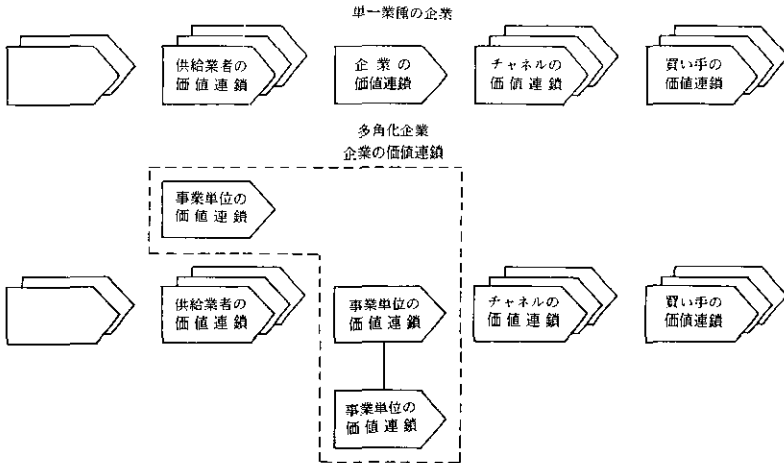 単一業種の企業
供給業者の
価値連鎖
企業の
価値連鎖
チャネルの
価値連鎖
買い手の
価値連鎖
多角化企業
企業の価値連鎖
事業単位の
価値連鎖
供給業者の
価値連鎖
事業単位の
価値連鎖
チャネルの
価値連鎖
買い手の
価値連鎖
事業単位の
価値連鎖